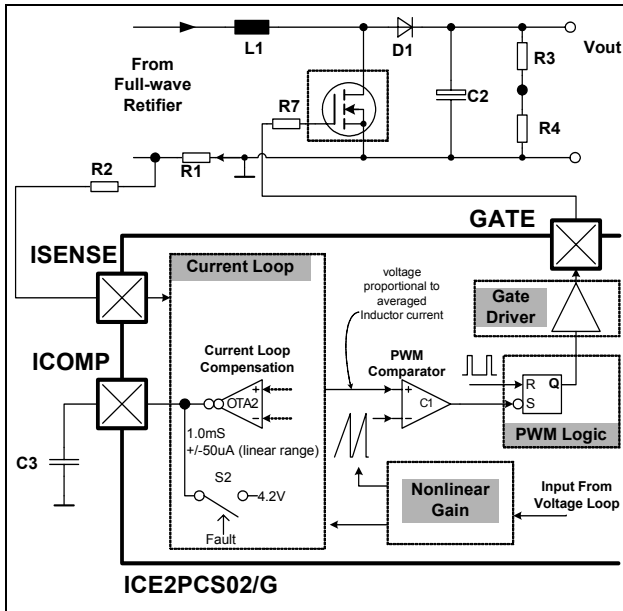 L1
D1
From
Full-wave
Retifier
R7
C2
R3
Vout
R4
R2
R1
GATE
ISENSE
Current Loop
voltage
proportional to
averaged
Inductor current
Gate
Driver
ICOMP
Current Loop
Compensation
PWM
Comparator
OTA2
C1
R
Q
S
PWM Logic
1.0mS
+/-50uA (linear range)
C3
S2
4.2V
Fault
Nonlinear
Gain
Input From
Voltage Loop
ICE2PCS02/G